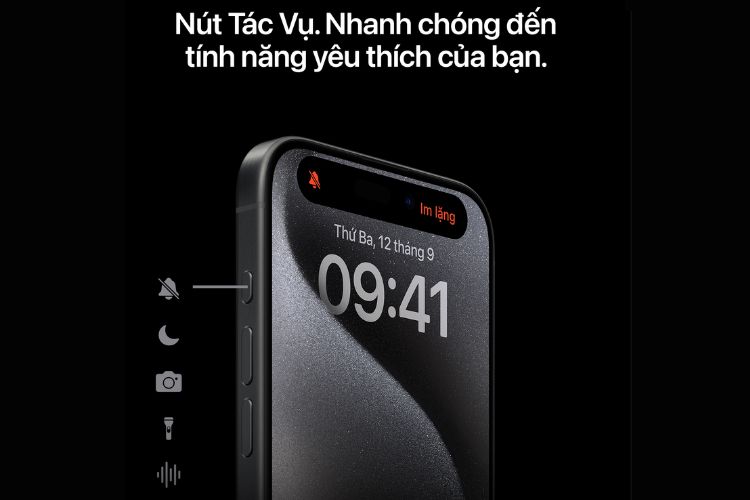 Nút Tác Vụ. Nhanh chóng đến
tính năng yêu thích của bạn.
Im lặng
Thứ Ba, 12 tháng 9
09:41